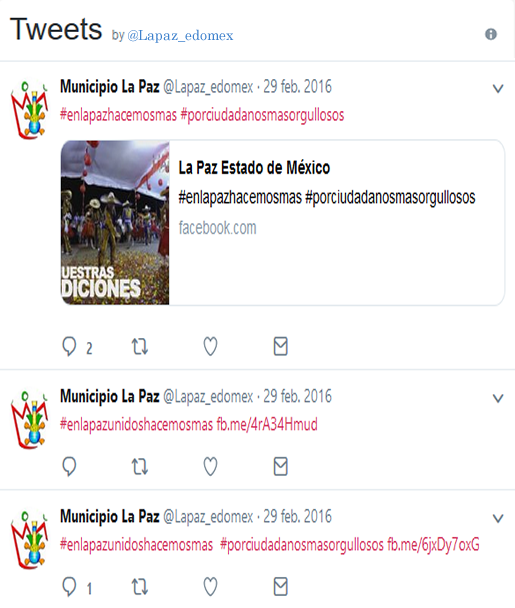 Tweets by @Lapaz_edomex
Municipio La Paz @Lapaz_edomex · 29 feb. 2016
#enlapazhacemosmas #porciudadanosmasorgullosos
La Paz Estado de México
#enlapazhacemosmas #porciudadanosmasorgullosos
facebook.com
UESTRAS
DICIONES
2
Municipio La Paz @Lapaz_edomex · 29 feb. 2016
#enlapazunidoshacemosmas fb.me/4rA34Hmud
Municipio La Paz @Lapaz_edomex · 29 feb. 2016
#enlapazunidoshacemosmas #porciudadanosmasorgullosos fb.me/6jxDy7oxG
1